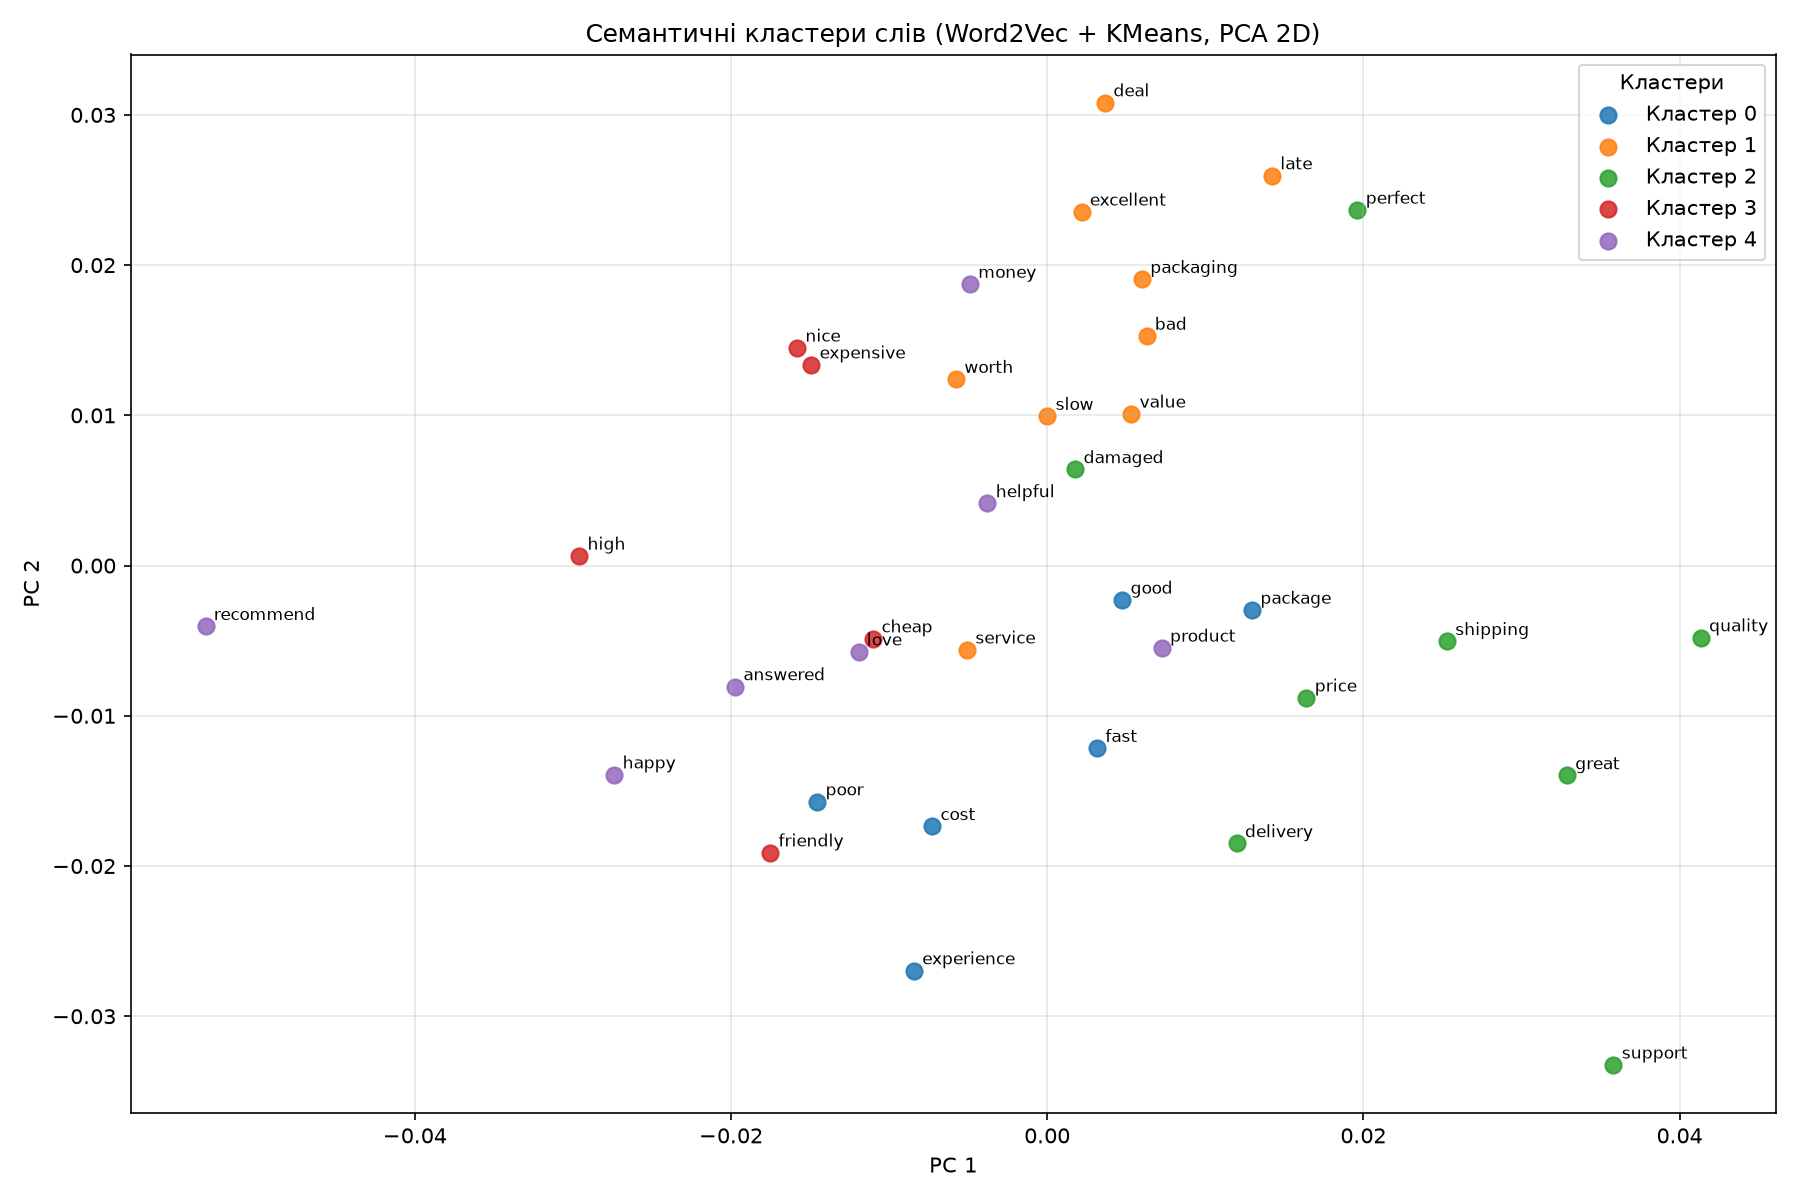 Семантичні кластери слів (Word2Vec + KMeans, PCA 2D)
Кластери
Кластер 0
Кластер 1
Кластер 2
Кластер 3
Кластер 4
deal
late
excellent
perfect
packaging
money
bad
nice
expensive
worth
value
slow
damaged
helpful
high
good
package
recommend
cheap
love
service
product
shipping
quality
answered
price
fast
happy
great
poor
cost
friendly
delivery
experience
support
0.03
0.02
0.01
0.00
−0.01
−0.02
−0.03
PC 2
−0.04
−0.02
0.00
0.02
0.04
PC 1